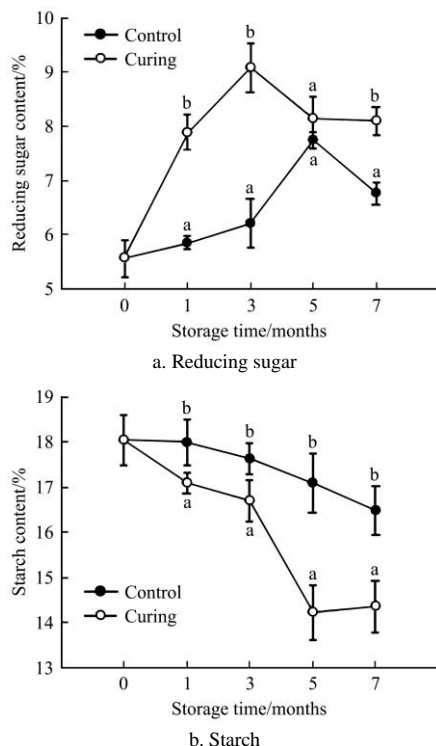 10
9
8
7
6
5
Reducing sugar content/%
Control
Curing
b
b
a
b
a
a
a
a
0 1 3 5 7
Storage time/months
a. Reducing sugar
19
18
17
16
15
14
13
Starch content/%
b
b
b
b
a
a
a
a
Control
Curing
0 1 3 5 7
Storage time/months
b. Starch